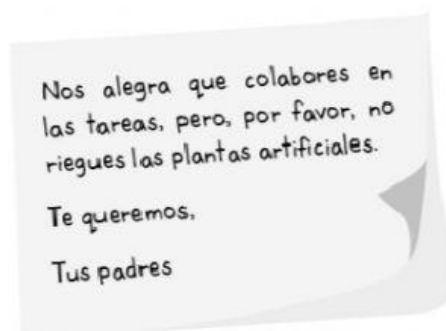 Nos alegra que colabores en
las tareas, pero, por favor, no
riegues las plantas artificiales.
Te queremos,
Tus padres